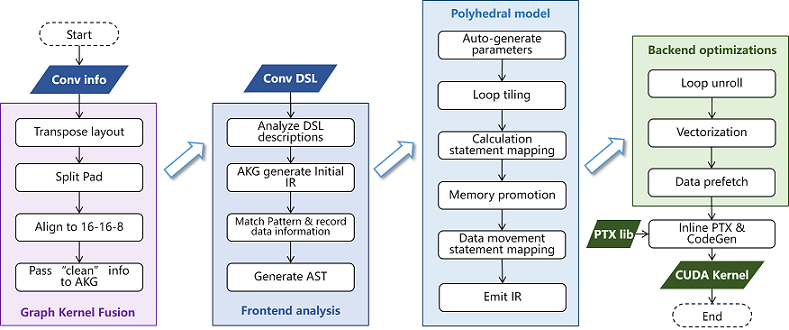 Start
Conv info
Transpose layout
Split Pad
Align to 16-16-8
Pass “clean” info
to AKG
Graph Kernel Fusion
Conv DSL
Analyze DSL
descriptions
AKG generate Initial
IR
Match Pattern & record
data information
Generate AST
Frontend analysis
Polyhedral model
Auto-generate
parameters
Loop tiling
Calculation
statement mapping
Memory promotion
Data movement
statement mapping
Emit IR
Backend optimizations
Loop unroll
Vectorization
Data prefetch
PTX lib
Inline PTX &
CodeGen
CUDA Kernel
End